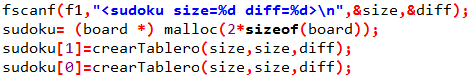 fscanf(f1,"<sudoku size=%d diff=%d>\n",&size,&diff);
sudoku= (board *) malloc(2*sizeof(board));
sudoku[1]=crearTablero(size,size,diff);
sudoku[0]=crearTablero(size,size,diff);